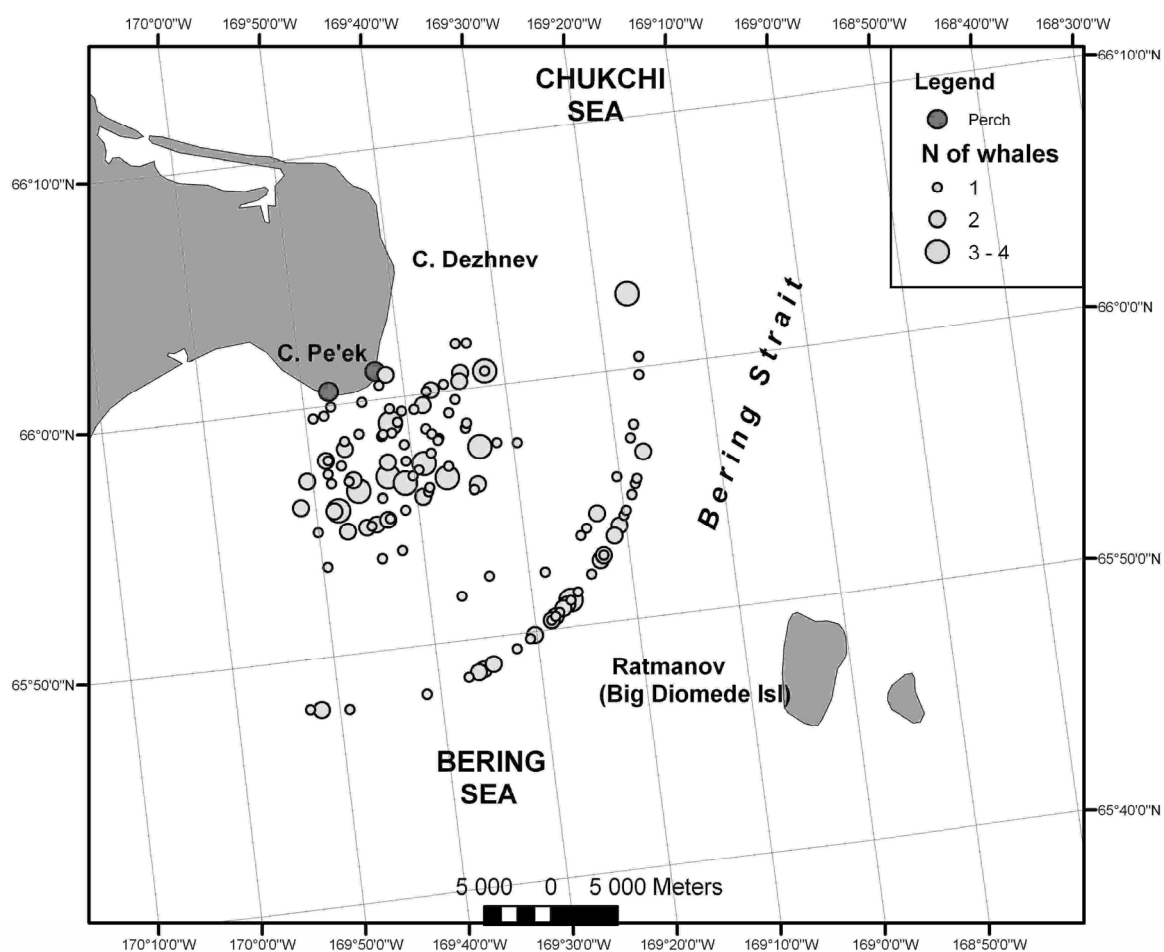 170°0'0"W 169°50'0"W 169°40'0"W 169°30'0"W 169°20'0"W 169°10'0"W 169°0'0"W 168°50'0"W 168°40'0"W 168°30'0"W
66°10'0"N
CHUKCHI
SEA
Legend
Perch
N of whales
1
2
3 - 4
66°10'0"N
C. Dezhnev
66°0'0"N
Bering Strait
C. Pe'ek
66°0'0"N
65°50'0"N
Ratmanov
(Big Diomede Isl)
65°50'0"N
BERING
SEA
65°40'0"N
5 000 0 5 000 Meters
170°10'0"W 170°0'0"W 169°50'0"W 169°40'0"W 169°30'0"W 169°20'0"W 169°10'0"W 169°0'0"W 168°50'0"W